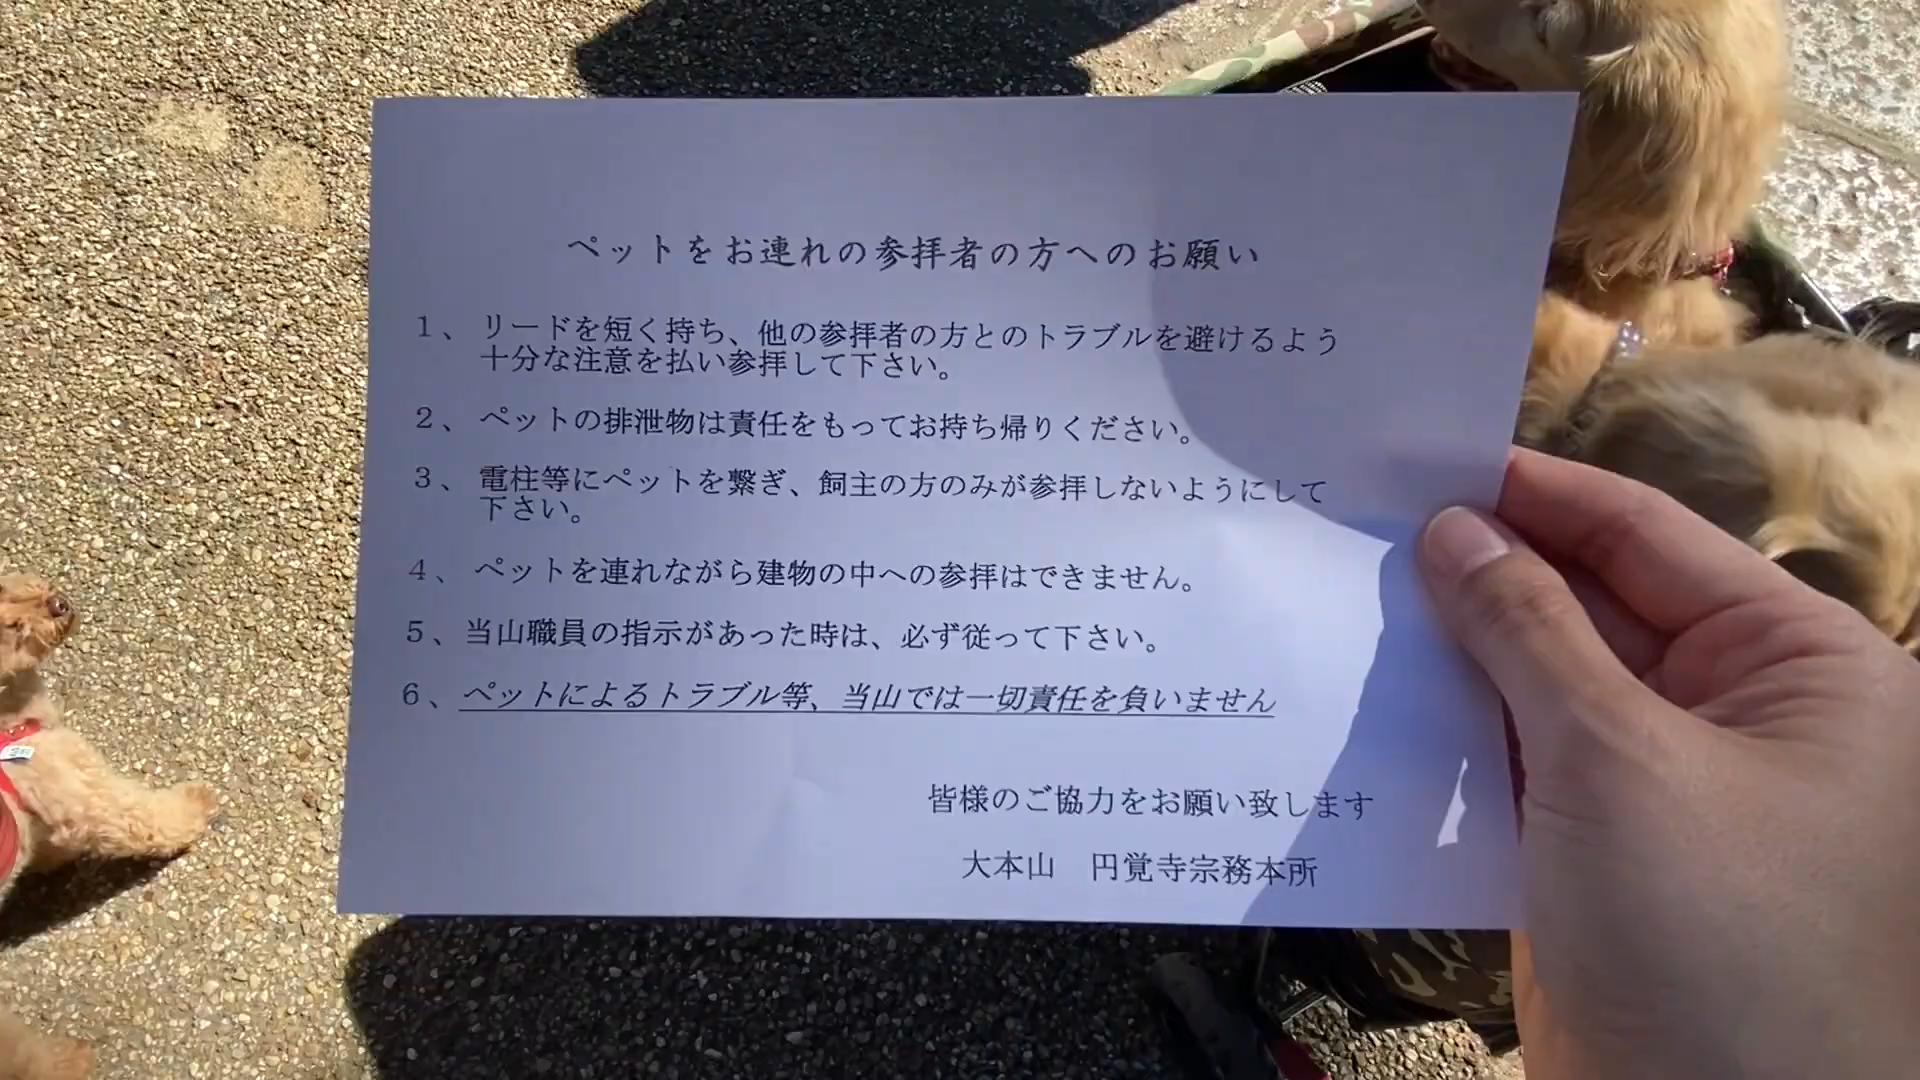 ペットをお連れの参拝者の方へのお願い
１、リードを短く持ち、他の参拝者の方とのトラブルを避けるよう
十分な注意を払い参拝して下さい。
２、ペットの排泄物は責任をもってお持ち帰りください。
３、電柱等にペットを繋ぎ、飼主の方のみが参拝しないようにして
下さい。
４、ペットを連れながら建物の中への参拝はできません。
５、当山職員の指示があった時は、必ず従って下さい。
６、ペットによるトラブル等、当山では一切責任を負いません
皆様のご協力をお願い致します
大本山　円覚寺宗務本所